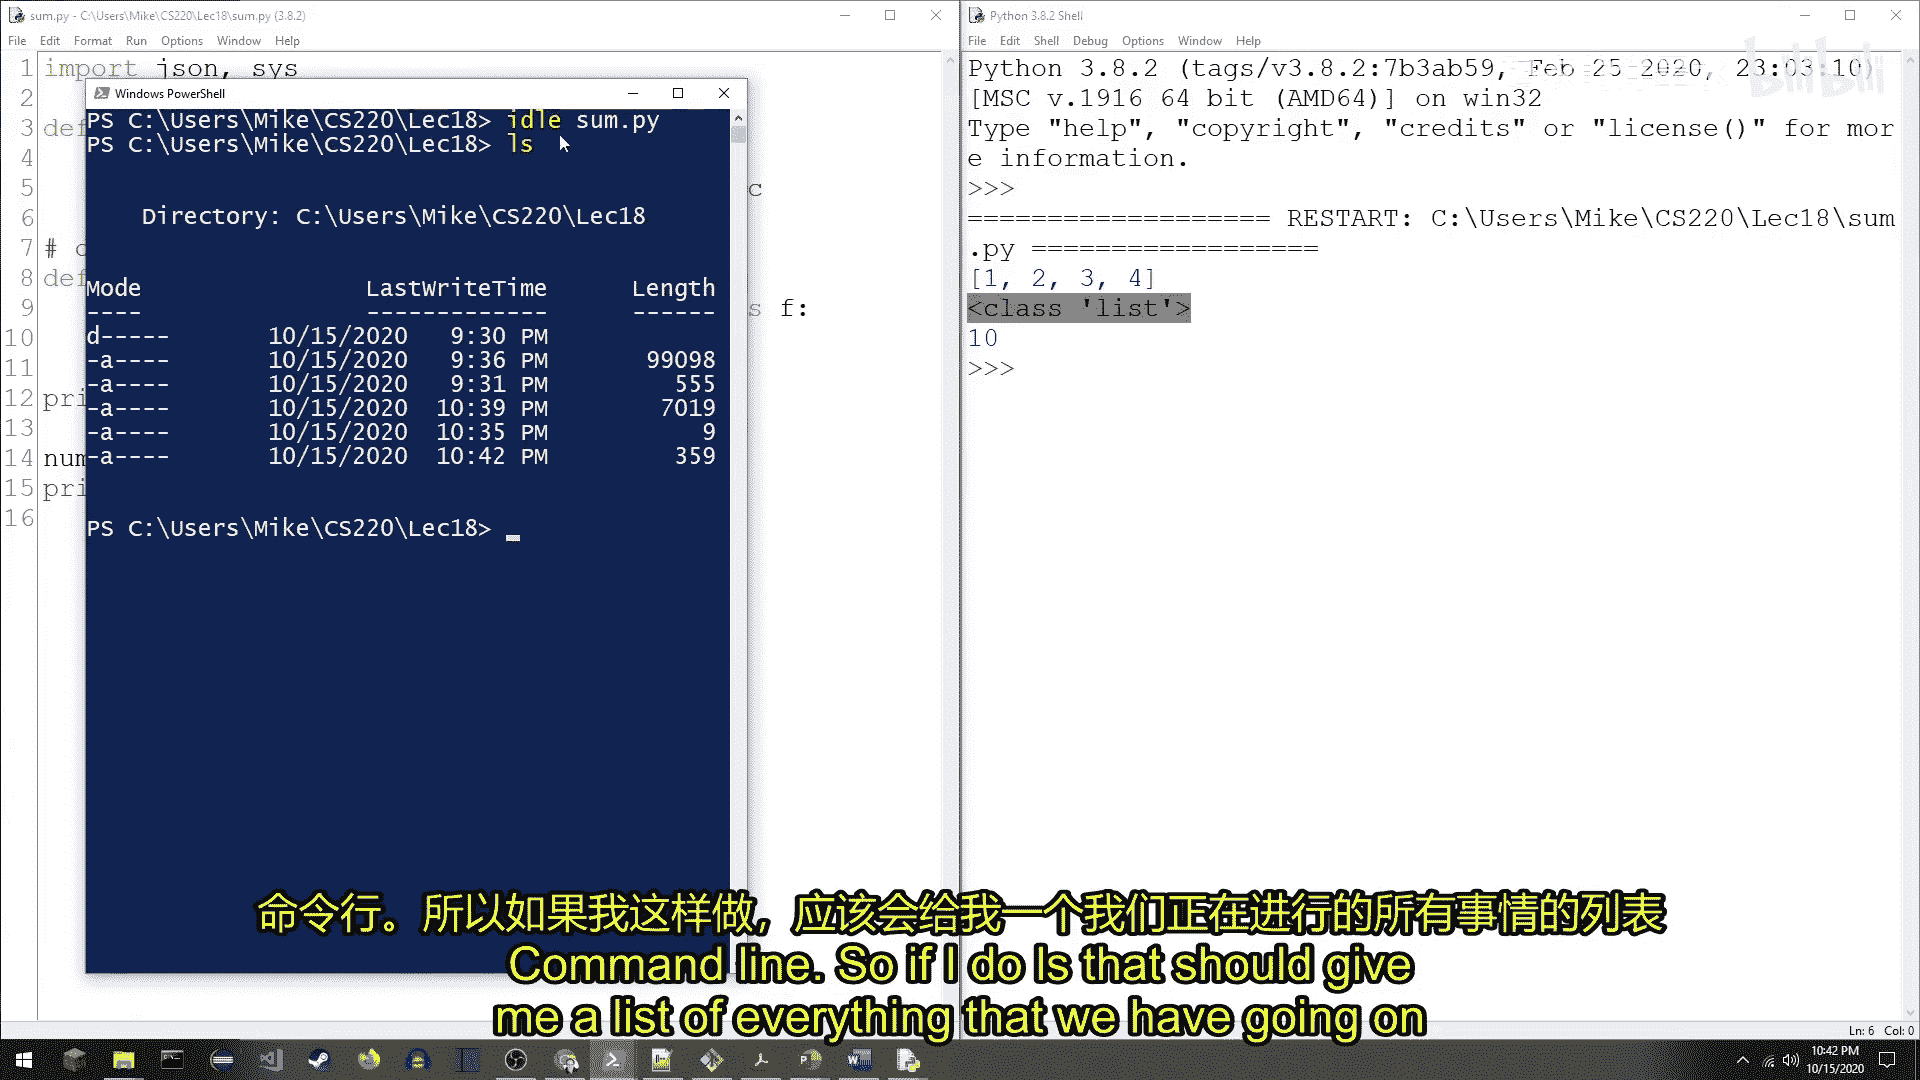 sum.py - C:\Users\Mike\CS220\Lec18\sum.py (3.8.2)
File Edit Format Run Options Window Help
1 import json, sys
2
3 def
4
5 c
6
7 # c
8 def
9 s f:
10
11
12 pri
13
14 num
15 pri
16
Windows PowerShell
PS C:\Users\Mike\CS220\Lec18> idle sum.py
PS C:\Users\Mike\CS220\Lec18> ls
Directory: C:\Users\Mike\CS220\Lec18
Mode LastWriteTime Length
---- ------------- ------
d----- 10/15/2020 9:30 PM
-a---- 10/15/2020 9:36 PM 99098
-a---- 10/15/2020 9:31 PM 555
-a---- 10/15/2020 10:39 PM 7019
-a---- 10/15/2020 10:35 PM 9
-a---- 10/15/2020 10:42 PM 359
PS C:\Users\Mike\CS220\Lec18>
Python 3.8.2 Shell
File Edit Shell Debug Options Window Help
Python 3.8.2 (tags/v3.8.2:7b3ab59, Feb 25 2020, 23:03:10)
[MSC v.1916 64 bit (AMD64)] on win32
Type "help", "copyright", "credits" or "license()" for mor
e information.
>>>
=================== RESTART: C:\Users\Mike\CS220\Lec18\sum
.py ==================
[1, 2, 3, 4]
<class 'list'>
10
>>>
bilibili
命令行。所以如果我这样做，应该会给我一个我们正在进行的所有事情的列表
Command line. So if I do ls that should give
me a list of everything that we have going on
Ln: 6 Col: 0
10:42 PM
10/15/2020